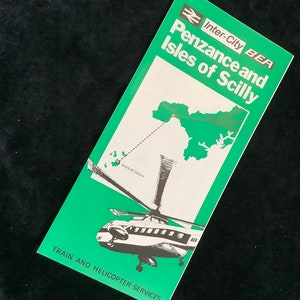 Inter-City BEA
Penzance and
Isles of Scilly
TRAIN AND HELICOPTER SERVICES